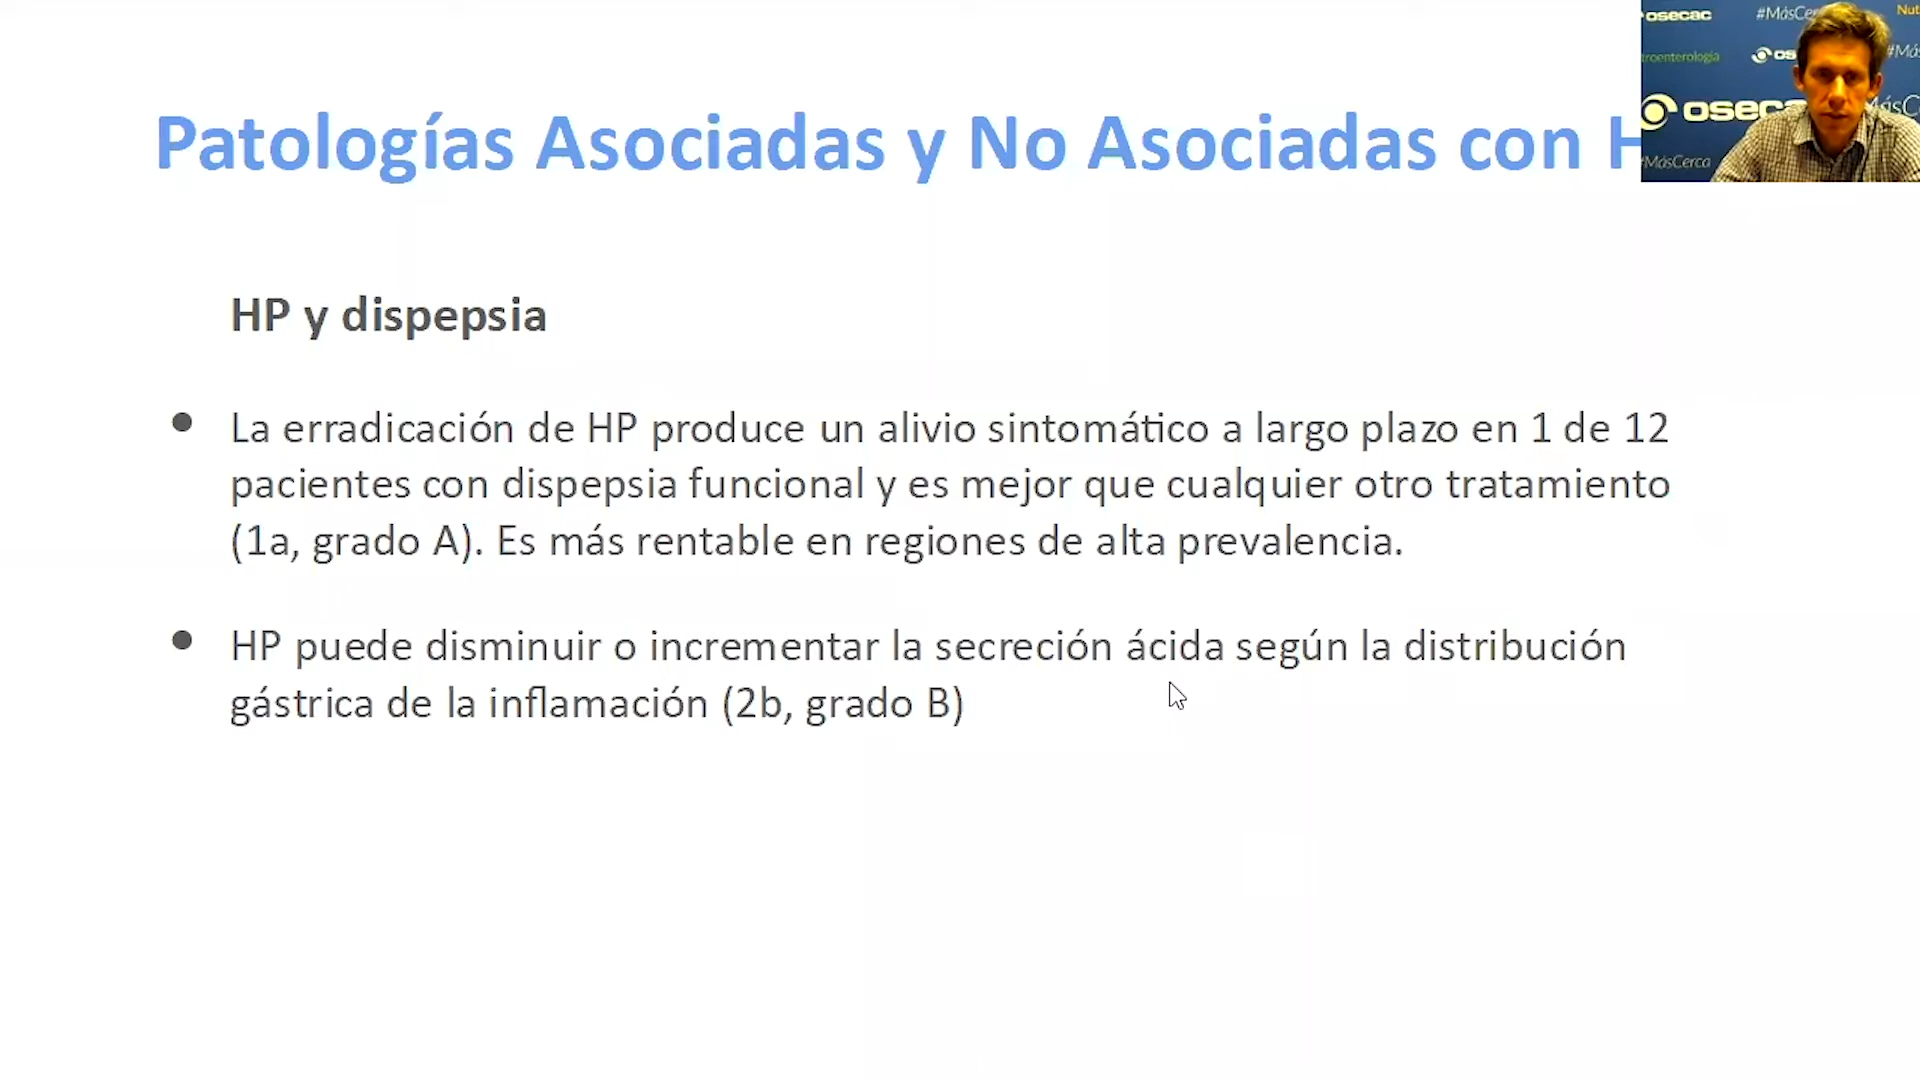 Patologías Asociadas y No Asociadas con
HP y dispepsia
La erradicación de HP produce un alivio sintomático a largo plazo en 1 de 12
pacientes con dispepsia funcional y es mejor que cualquier otro tratamiento
(1a, grado A). Es más rentable en regiones de alta prevalencia.
HP puede disminuir o incrementar la secreción ácida según la distribución
gástrica de la inflamación (2b, grado B)
osecac
#MásCerca